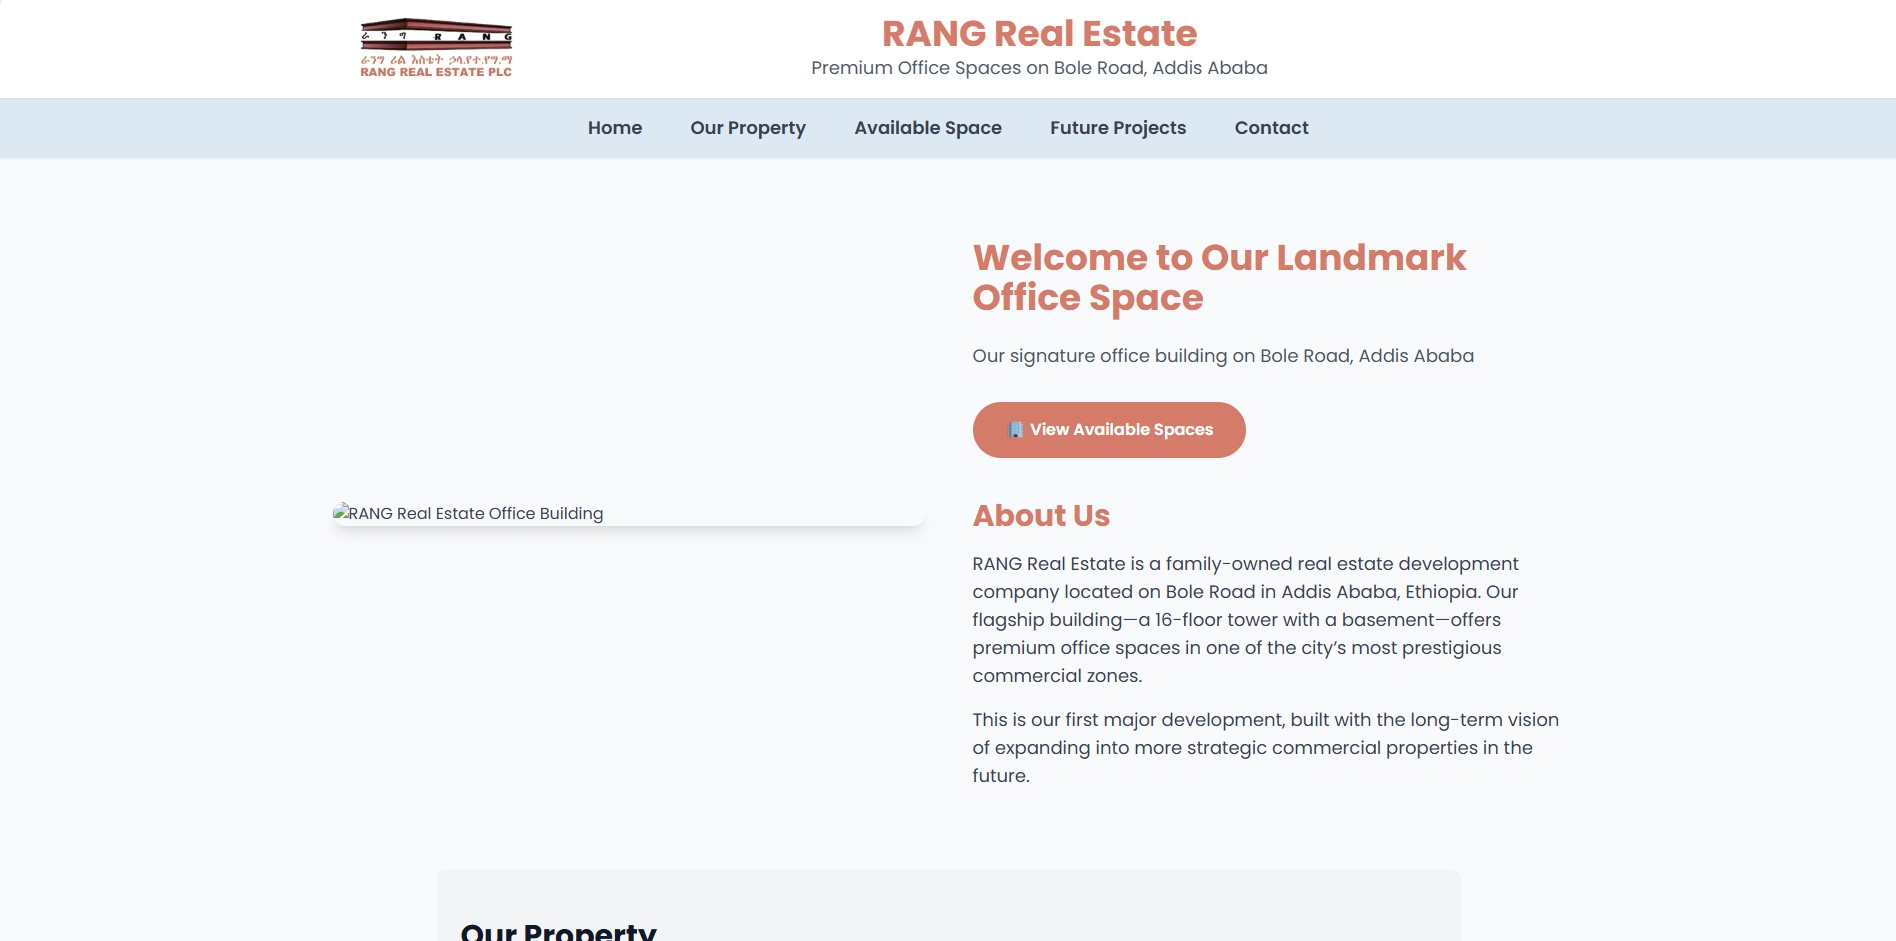 ራ ን ግ R A N G
ራንግ ሪል እስቴት ኃላ.የተ.የግ.ማ
RANG REAL ESTATE PLC
RANG Real Estate
Premium Office Spaces on Bole Road, Addis Ababa
Home Our Property Available Space Future Projects Contact
Welcome to Our Landmark
Office Space
Our signature office building on Bole Road, Addis Ababa
View Available Spaces
RANG Real Estate Office Building
About Us
RANG Real Estate is a family-owned real estate development
company located on Bole Road in Addis Ababa, Ethiopia. Our
flagship building—a 16-floor tower with a basement—offers
premium office spaces in one of the city’s most prestigious
commercial zones.
This is our first major development, built with the long-term vision
of expanding into more strategic commercial properties in the
future.
Our Property